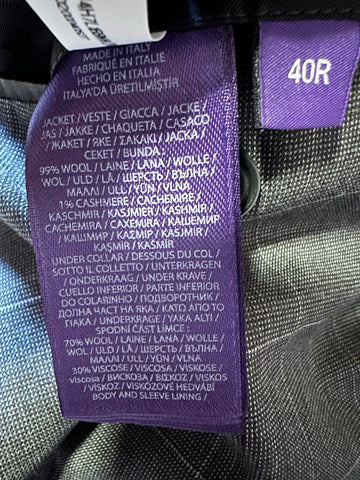 MADE IN ITALY
FABRIQUÉ EN ITALIE
HECHO EN ITALIA
ITALYA'DA ÜRETILMIŞTIR
40R
JACKET / VESTE / GIACCA / JACKE /
JAS / JAKKE / CHAQUETA / CASACO
/ ЖАКЕТ / ЯКЕ / ΣΑΚΑΚΙ / JACKA /
CEKET / BUNDA :
99% WOOL / LAINE / LANA / WOLLE /
WOL / ULD / LÃ / ШЕРСТЬ / ВЪЛНА /
ΜΑΛΛΙ / ULL / YÜN / VLNA
1% CASHMERE / CACHEMIRE /
KASCHMIR / KASJMIER / KASHMIR /
CACHEMIRA / CAXEMIRA / КАШЕМИР
/ КАШМИР / ΚΑΣΜΙΡ / KASHMIR /
KAŞMİR / KAŠMÍR
UNDER COLLAR / DESSOUS DU COL /
SOTTO IL COLLETTO / UNTERKRAGEN
/ ONDERKRAAG / UNDER KRAVE /
CUELLO INFERIOR / PARTE INFERIOR
DO COLARINHO / ПОДВОРОТНИК /
ДОЛНА ЧАСТ НА ЯКА / ΚΑΤΩ ΑΠΟ ΤΟ
ΓΙΑΚΑ / UNDERKRAGE / YAKA ALTI /
SPODNÍ ČÁST LÍMCE :
70% WOOL / LAINE / LANA / WOLLE /
WOL / ULD / LÃ / ШЕРСТЬ / ВЪЛНА /
ΜΑΛΛΙ / ULL / YÜN / VLNA
30% VISCOSE / VISCOSA / VISKOSE /
viscosa / ВИСКОЗА / ΒΙΣΚΟΖ / VISKOS
/ VISKOZ / VISKÓZOVÉ HEDVÁBÍ
BODY AND SLEEVE LINING /